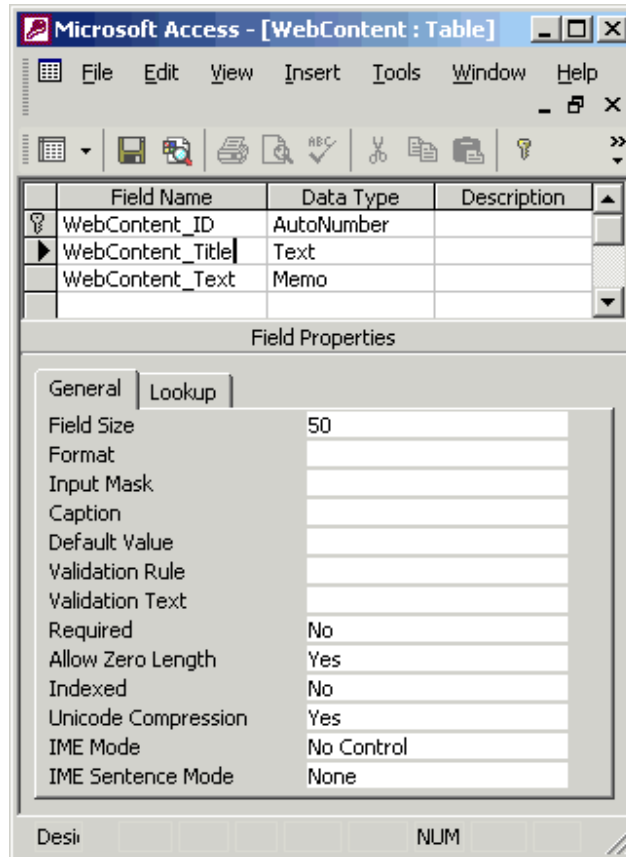 Microsoft Access - [WebContent : Table]
File Edit View Insert Tools Window Help
ABC
Field Name Data Type Description
WebContent_ID AutoNumber
WebContent_Title Text
WebContent_Text Memo
Field Properties
General Lookup
Field Size 50
Format
Input Mask
Caption
Default Value
Validation Rule
Validation Text
Required No
Allow Zero Length Yes
Indexed No
Unicode Compression Yes
IME Mode No Control
IME Sentence Mode None
Desi NUM